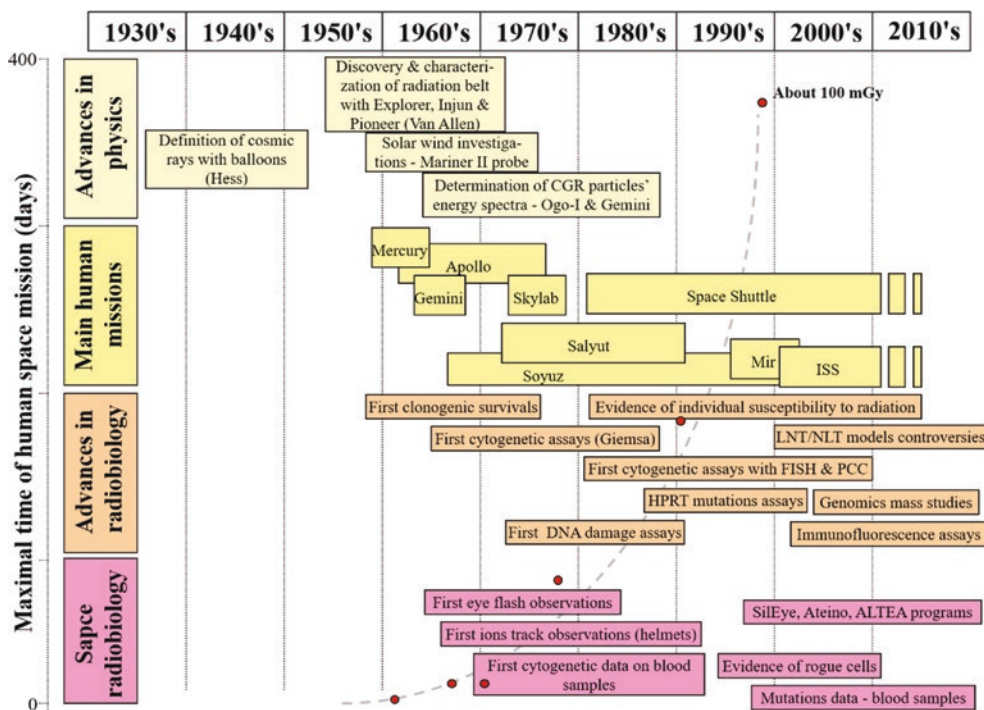 1930's 1940's 1950's 1960's 1970's 1980's 1990's 2000's 2010's
Maximal time of human space mission (days)
400
0
Advances in
physics
Definition of cosmic
rays with balloons
(Hess)
Discovery & characteri-
zation of radiation belt
with Explorer, Injun &
Pioneer (Van Allen)
Solar wind investiga-
tions - Mariner II probe
Determination of CGR particles'
energy spectra - Ogo-I & Gemini
About 100 mGy
Main human
missions
Mercury
Apollo
Gemini
Skylab
Space Shuttle
Salyut
Soyuz
Mir
ISS
Advances in
radiobiology
First clonogenic survivals
Evidence of individual susceptibility to radiation
First cytogenetic assays (Giemsa)
LNT/NLT models controversies
First cytogenetic assays with FISH & PCC
HPRT mutations assays
Genomics mass studies
First DNA damage assays
Immunofluorescence assays
Sapce
radiobiology
First eye flash observations
SilEye, Ateino, ALTEA programs
First ions track observations (helmets)
First cytogenetic data on blood
samples
Evidence of rogue cells
Mutations data - blood samples